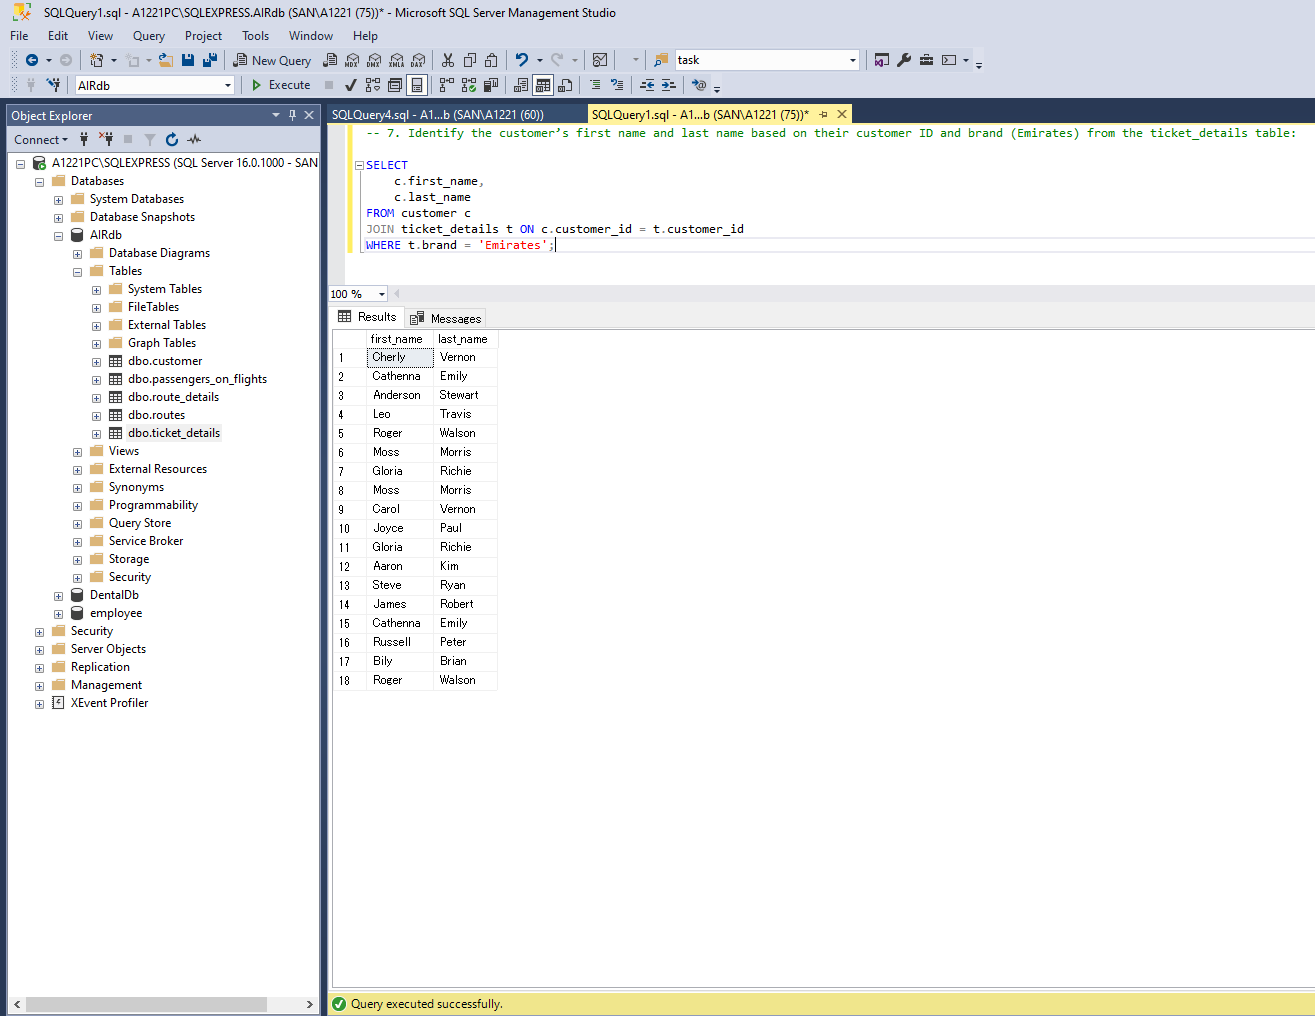 SQLQuery1.sql - A1221PC\SQLEXPRESS.AIRdb (SAN\A1221 (75))* - Microsoft SQL Server Management Studio
File Edit View Query Project Tools Window Help
New Query MDX DMX XMLA DAX task
AIRdb Execute
Object Explorer
Connect
A1221PC\SQLEXPRESS (SQL Server 16.0.1000 - SAN
Databases
System Databases
Database Snapshots
AIRdb
Database Diagrams
Tables
System Tables
FileTables
External Tables
Graph Tables
dbo.customer
dbo.passengers_on_flights
dbo.route_details
dbo.routes
dbo.ticket_details
Views
External Resources
Synonyms
Programmability
Query Store
Service Broker
Storage
Security
DentalDb
employee
Security
Server Objects
Replication
Management
XEvent Profiler
SQLQuery4.sql - A1...b (SAN\A1221 (60)) SQLQuery1.sql - A1...b (SAN\A1221 (75))*
-- 7. Identify the customer’s first name and last name based on their customer ID and brand (Emirates) from the ticket_details table:
SELECT
c.first_name,
c.last_name
FROM customer c
JOIN ticket_details t ON c.customer_id = t.customer_id
WHERE t.brand = 'Emirates';
100 %
Results Messages
first_name last_name
1 Cherly Vernon
2 Cathenna Emily
3 Anderson Stewart
4 Leo Travis
5 Roger Walson
6 Moss Morris
7 Gloria Richie
8 Moss Morris
9 Carol Vernon
10 Joyce Paul
11 Gloria Richie
12 Aaron Kim
13 Steve Ryan
14 James Robert
15 Cathenna Emily
16 Russell Peter
17 Bily Brian
18 Roger Walson
Query executed successfully.